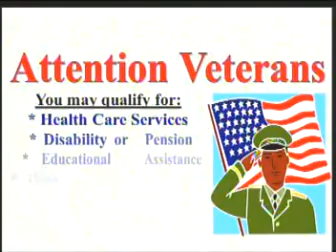 Attention Veterans
You may qualify for:
* Health Care Services
* Disability or Pension
* Educational Assistance
*